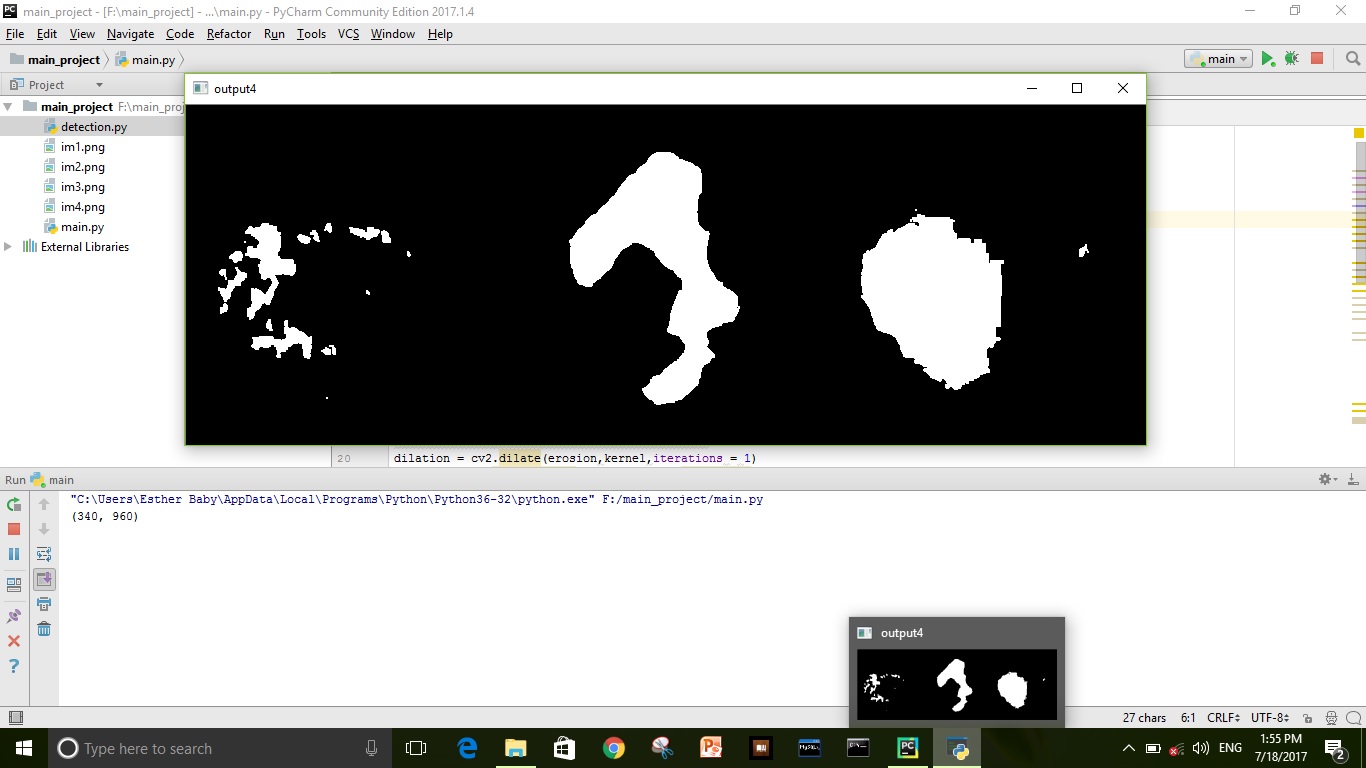 main_project - [F:\main_project] - ...\main.py - PyCharm Community Edition 2017.1.4
File Edit View Navigate Code Refactor Run Tools VCS Window Help
main_project main.py main
Project
output4
main_project F:\main_proj
detection.py
im1.png
im2.png
im3.png
im4.png
main.py
External Libraries
20 dilation = cv2.dilate(erosion,kernel,iterations = 1)
Run main
"C:\Users\Esther Baby\AppData\Local\Programs\Python\Python36-32\python.exe" F:/main_project/main.py
(340, 960)
output4
27 chars 6:1 CRLF UTF-8
Type here to search
ENG
1:55 PM
7/18/2017
2